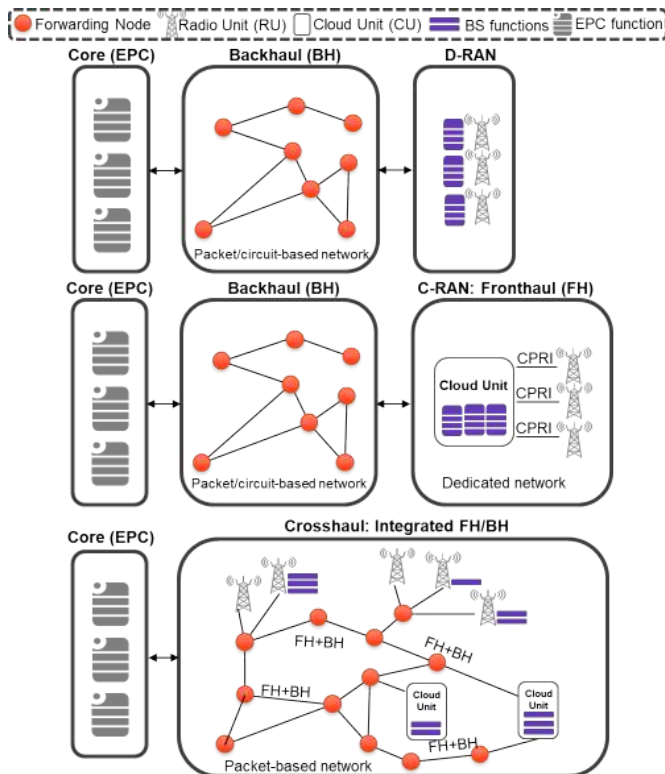 Forwarding Node Radio Unit (RU) Cloud Unit (CU) BS functions EPC function
Core (EPC) Backhaul (BH) D-RAN
Packet/circuit-based network
Core (EPC) Backhaul (BH) C-RAN: Fronthaul (FH)
CPRI
Cloud Unit
CPRI
CPRI
Packet/circuit-based network Dedicated network
Core (EPC) Crosshaul: Integrated FH/BH
FH+BH
FH+BH
FH+BH
Cloud
Unit
Cloud
Unit
FH+BH
Packet-based network